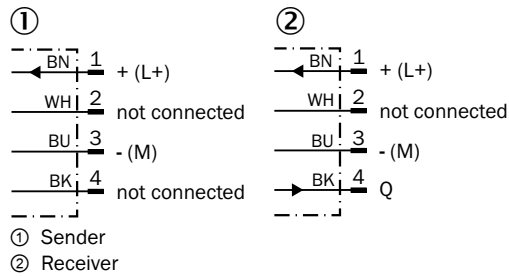 ① ②
BN 1 + (L+) BN 1 + (L+)
WH 2 not connected WH 2 not connected
BU 3 - (M) BU 3 - (M)
BK 4 not connected BK 4 Q
① Sender
② Receiver